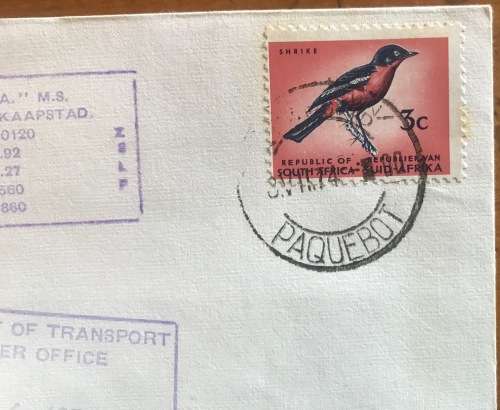 SHRIKE
3c
REPUBLIC OF REPUBLIEK VAN
SOUTH AFRICA SUID-AFRIKA
PAQUEBOT
A." M.S.
KAAPSTAD.
0120
.92
.27
560
860
ZSLP
T OF TRANSPORT
ER OFFICE